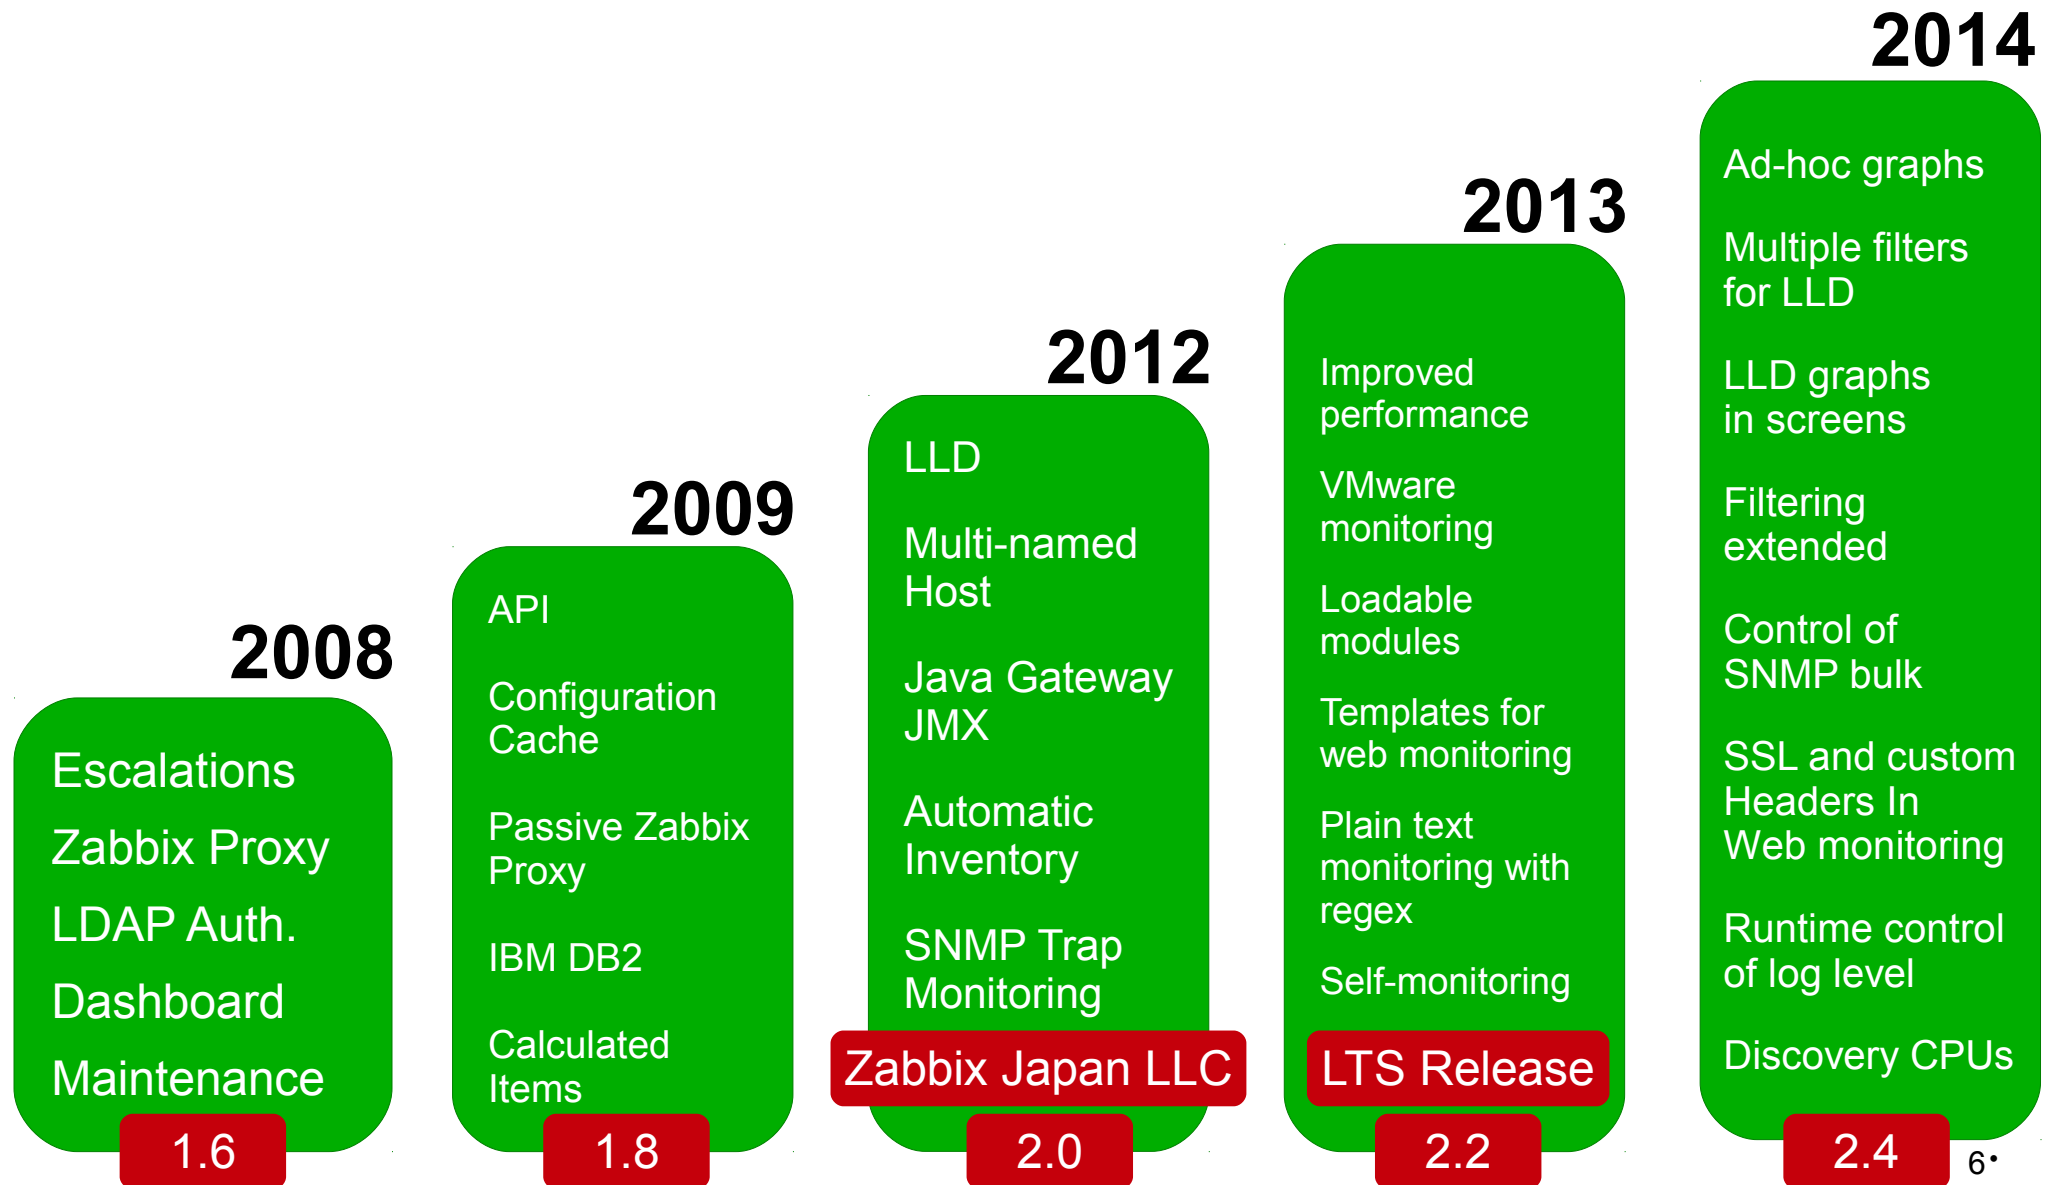 2008
Escalations
Zabbix Proxy
LDAP Auth.
Dashboard
Maintenance
1.6
2009
API
Configuration
Cache
Passive Zabbix
Proxy
IBM DB2
Calculated
Items
1.8
2012
LLD
Multi-named
Host
Java Gateway
JMX
Automatic
Inventory
SNMP Trap
Monitoring
Zabbix Japan LLC
2.0
2013
Improved
performance
VMware
monitoring
Loadable
modules
Templates for
web monitoring
Plain text
monitoring with
regex
Self-monitoring
LTS Release
2.2
2014
Ad-hoc graphs
Multiple filters
for LLD
LLD graphs
in screens
Filtering
extended
Control of
SNMP bulk
SSL and custom
Headers In
Web monitoring
Runtime control
of log level
Discovery CPUs
2.4
6•